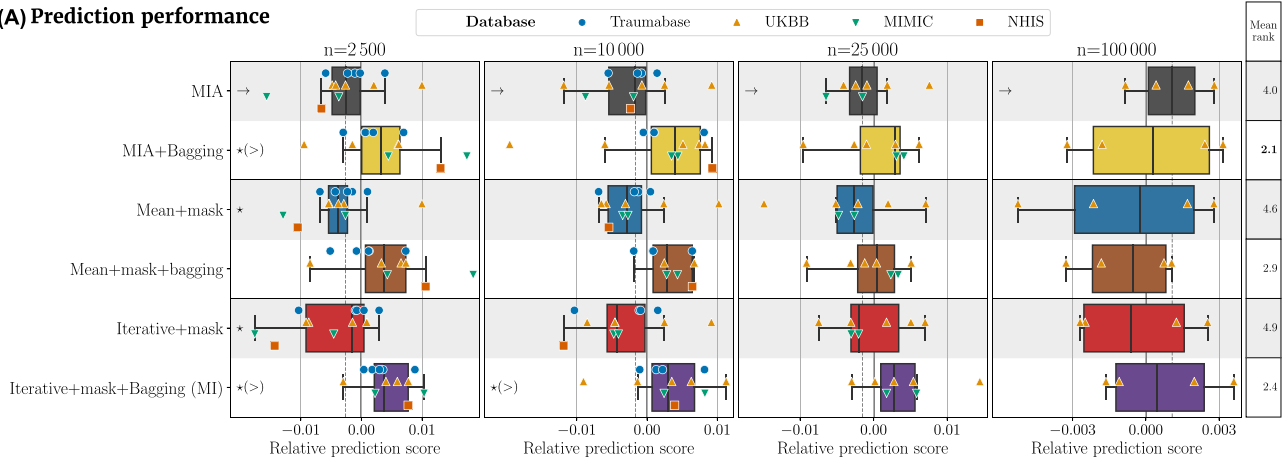 (A) Prediction performance
Database Traumabase UKBB MIMIC NHIS
Mean
rank
n=2 500 n=10 000 n=25 000 n=100 000
MIA → → → → 4.0
MIA+Bagging ⋆(>) 2.1
Mean+mask ⋆ 4.6
Mean+mask+bagging 2.9
Iterative+mask ⋆ 4.9
Iterative+mask+Bagging (MI) ⋆(>) ⋆(>) 2.4
−0.01 0.00 0.01 −0.01 0.00 0.01 −0.01 0.00 0.01 −0.003 0.000 0.003
Relative prediction score Relative prediction score Relative prediction score Relative prediction score